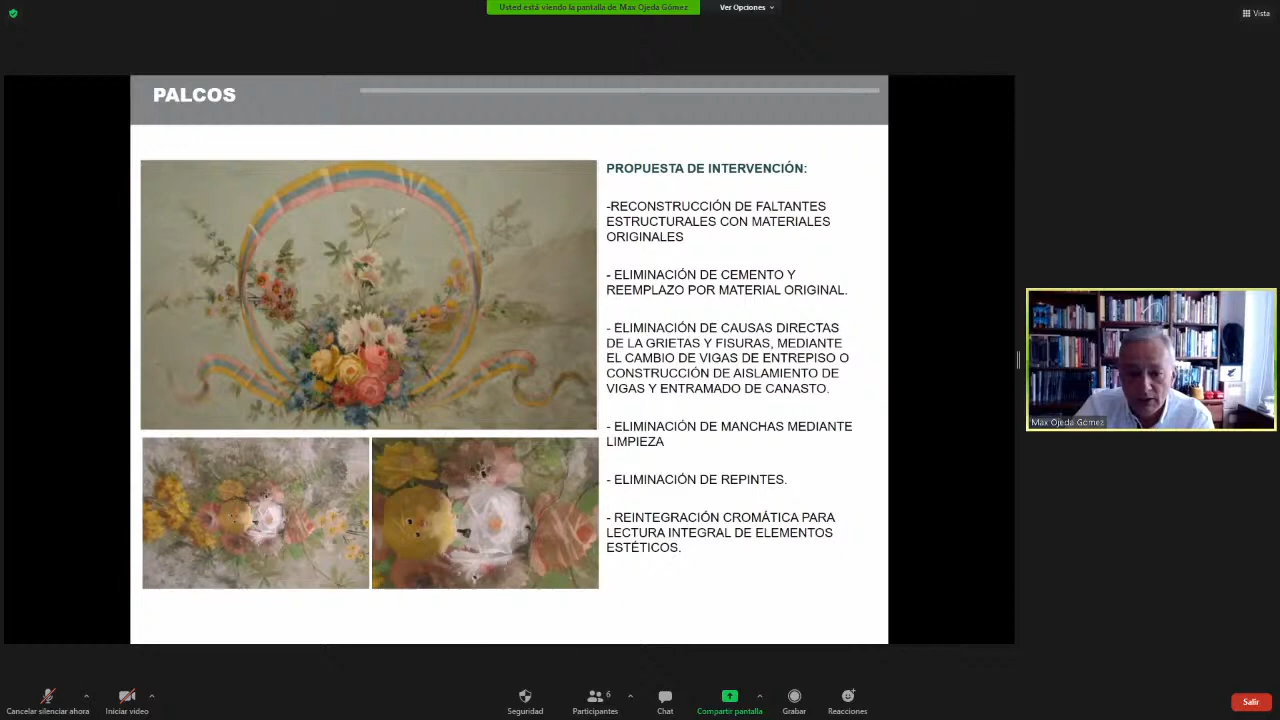 Usted está viendo la pantalla de Max Ojeda Gómez
Ver Opciones
Vista
PALCOS
PROPUESTA DE INTERVENCIÓN:
-RECONSTRUCCIÓN DE FALTANTES
ESTRUCTURALES CON MATERIALES
ORIGINALES
- ELIMINACIÓN DE CEMENTO Y
REEMPLAZO POR MATERIAL ORIGINAL.
- ELIMINACIÓN DE CAUSAS DIRECTAS
DE LA GRIETAS Y FISURAS, MEDIANTE
EL CAMBIO DE VIGAS DE ENTREPISO O
CONSTRUCCIÓN DE AISLAMIENTO DE
VIGAS Y ENTRAMADO DE CANASTO.
- ELIMINACIÓN DE MANCHAS MEDIANTE
LIMPIEZA
- ELIMINACIÓN DE REPINTES.
- REINTEGRACIÓN CROMÁTICA PARA
LECTURA INTEGRAL DE ELEMENTOS
ESTÉTICOS.
Max Ojeda Gómez
Cancelar silenciar ahora
Iniciar video
Seguridad
6
Participantes
Chat
Compartir pantalla
Grabar
Reacciones
Salir